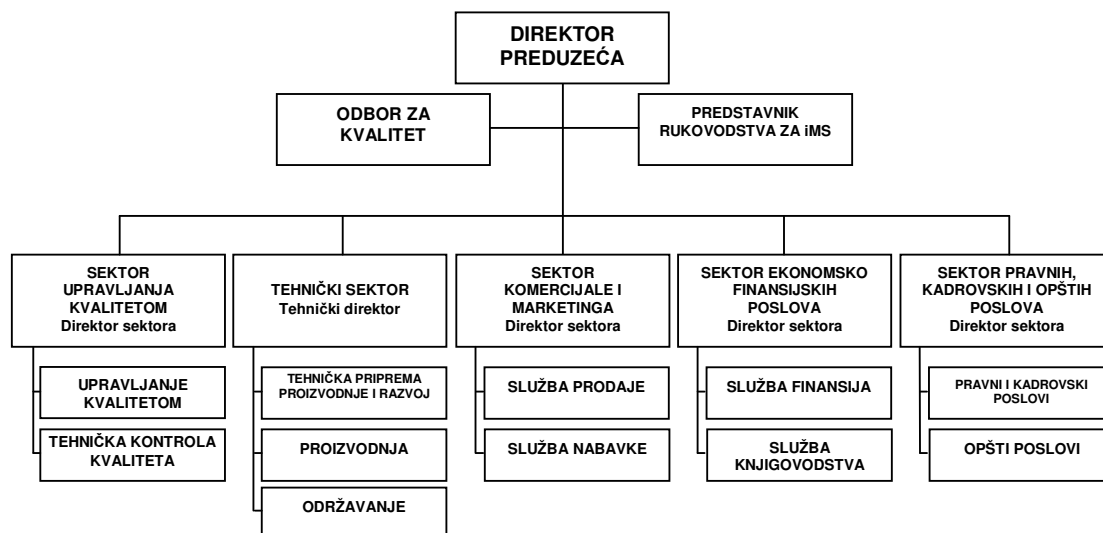 DIREKTOR
PREDUZEĆA
ODBOR ZA
KVALITET
PREDSTAVNIK
RUKOVODSTVA ZA iMS
SEKTOR
UPRAVLJANJA
KVALITETOM
Direktor sektora
TEHNIČKI SEKTOR
Tehnički direktor
SEKTOR
KOMERCIJALE I
MARKETINGA
Direktor sektora
SEKTOR EKONOMSKO
FINANSIJSKIH
POSLOVA
Direktor sektora
SEKTOR PRAVNIH,
KADROVSKIH I OPŠTIH
POSLOVA
Direktor sektora
UPRAVLJANJE
KVALITETOM
TEHNIČKA KONTROLA
KVALITETA
TEHNIČKA PRIPREMA
PROIZVODNJE I RAZVOJ
PROIZVODNJA
ODRŽAVANJE
SLUŽBA PRODAJE
SLUŽBA NABAVKE
SLUŽBA FINANSIJA
SLUŽBA
KNJIGOVODSTVA
PRAVNI I KADROVSKI
POSLOVI
OPŠTI POSLOVI